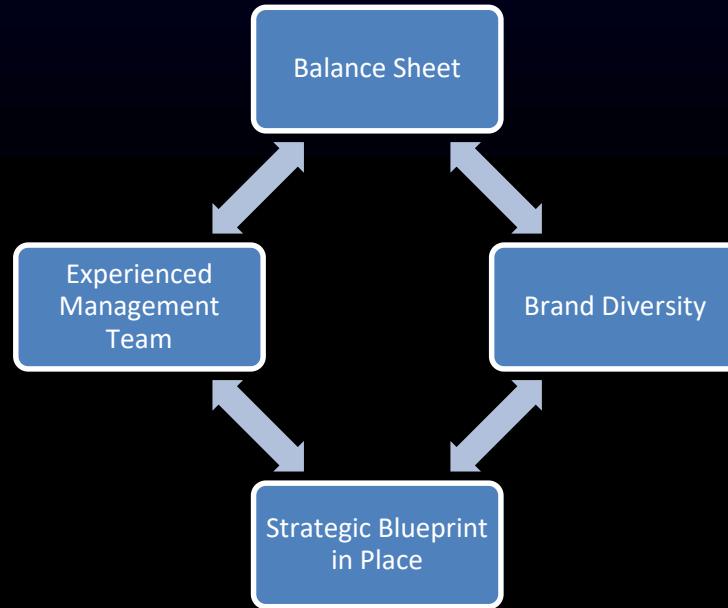 Balance Sheet
Experienced
Management
Team
Brand Diversity
Strategic Blueprint
in Place